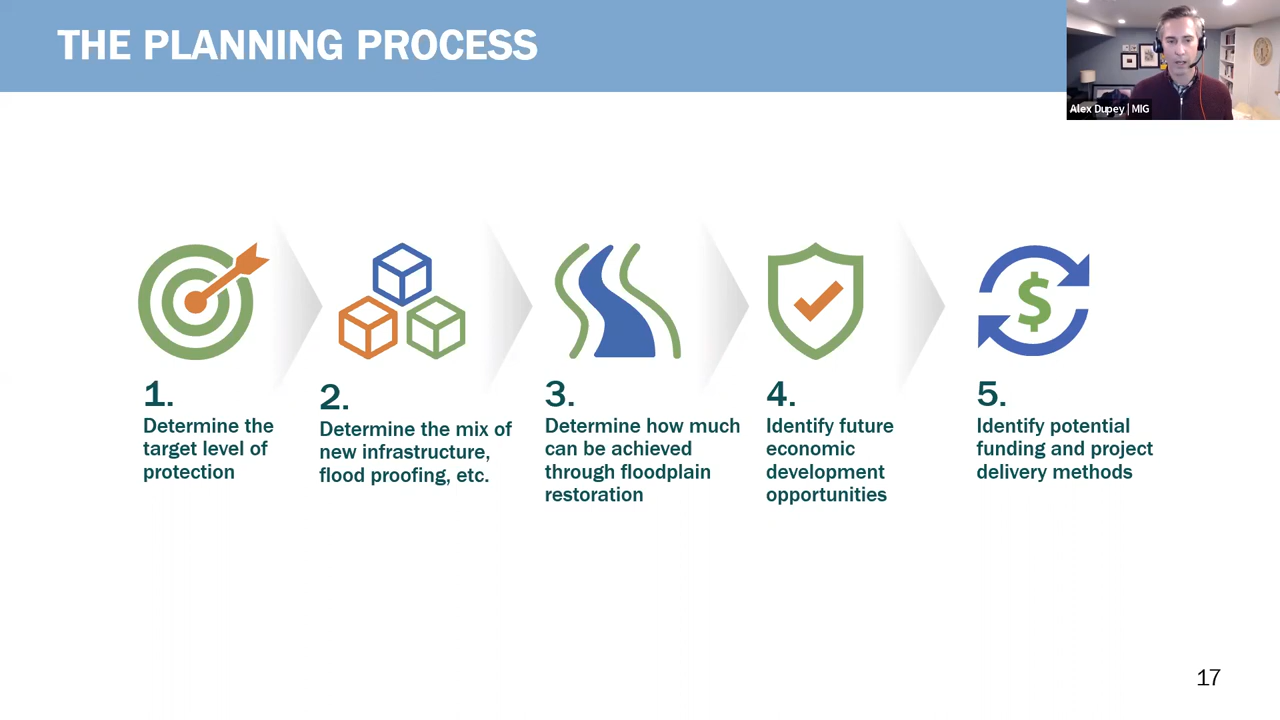 THE PLANNING PROCESS
Alex Dupey | MIG
1.
Determine the
target level of
protection
2.
Determine the mix of
new infrastructure,
flood proofing, etc.
3.
Determine how much
can be achieved
through floodplain
restoration
4.
Identify future
economic
development
opportunities
$
5.
Identify potential
funding and project
delivery methods
17